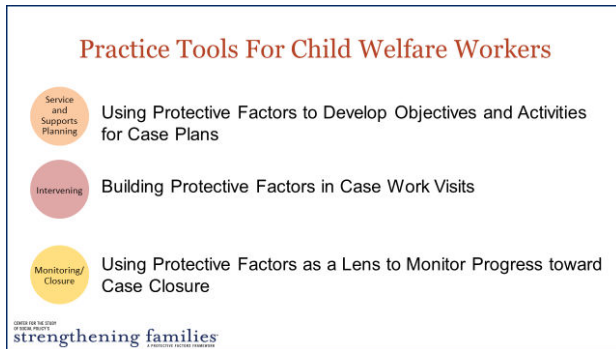 Practice Tools For Child Welfare Workers
Service
and
Supports
Planning
Using Protective Factors to Develop Objectives and Activities
for Case Plans
Intervening
Building Protective Factors in Case Work Visits
Monitoring/
Closure
Using Protective Factors as a Lens to Monitor Progress toward
Case Closure
CENTER FOR THE STUDY
OF SOCIAL POLICY'S
strengthening families
A PROTECTIVE FACTORS FRAMEWORK